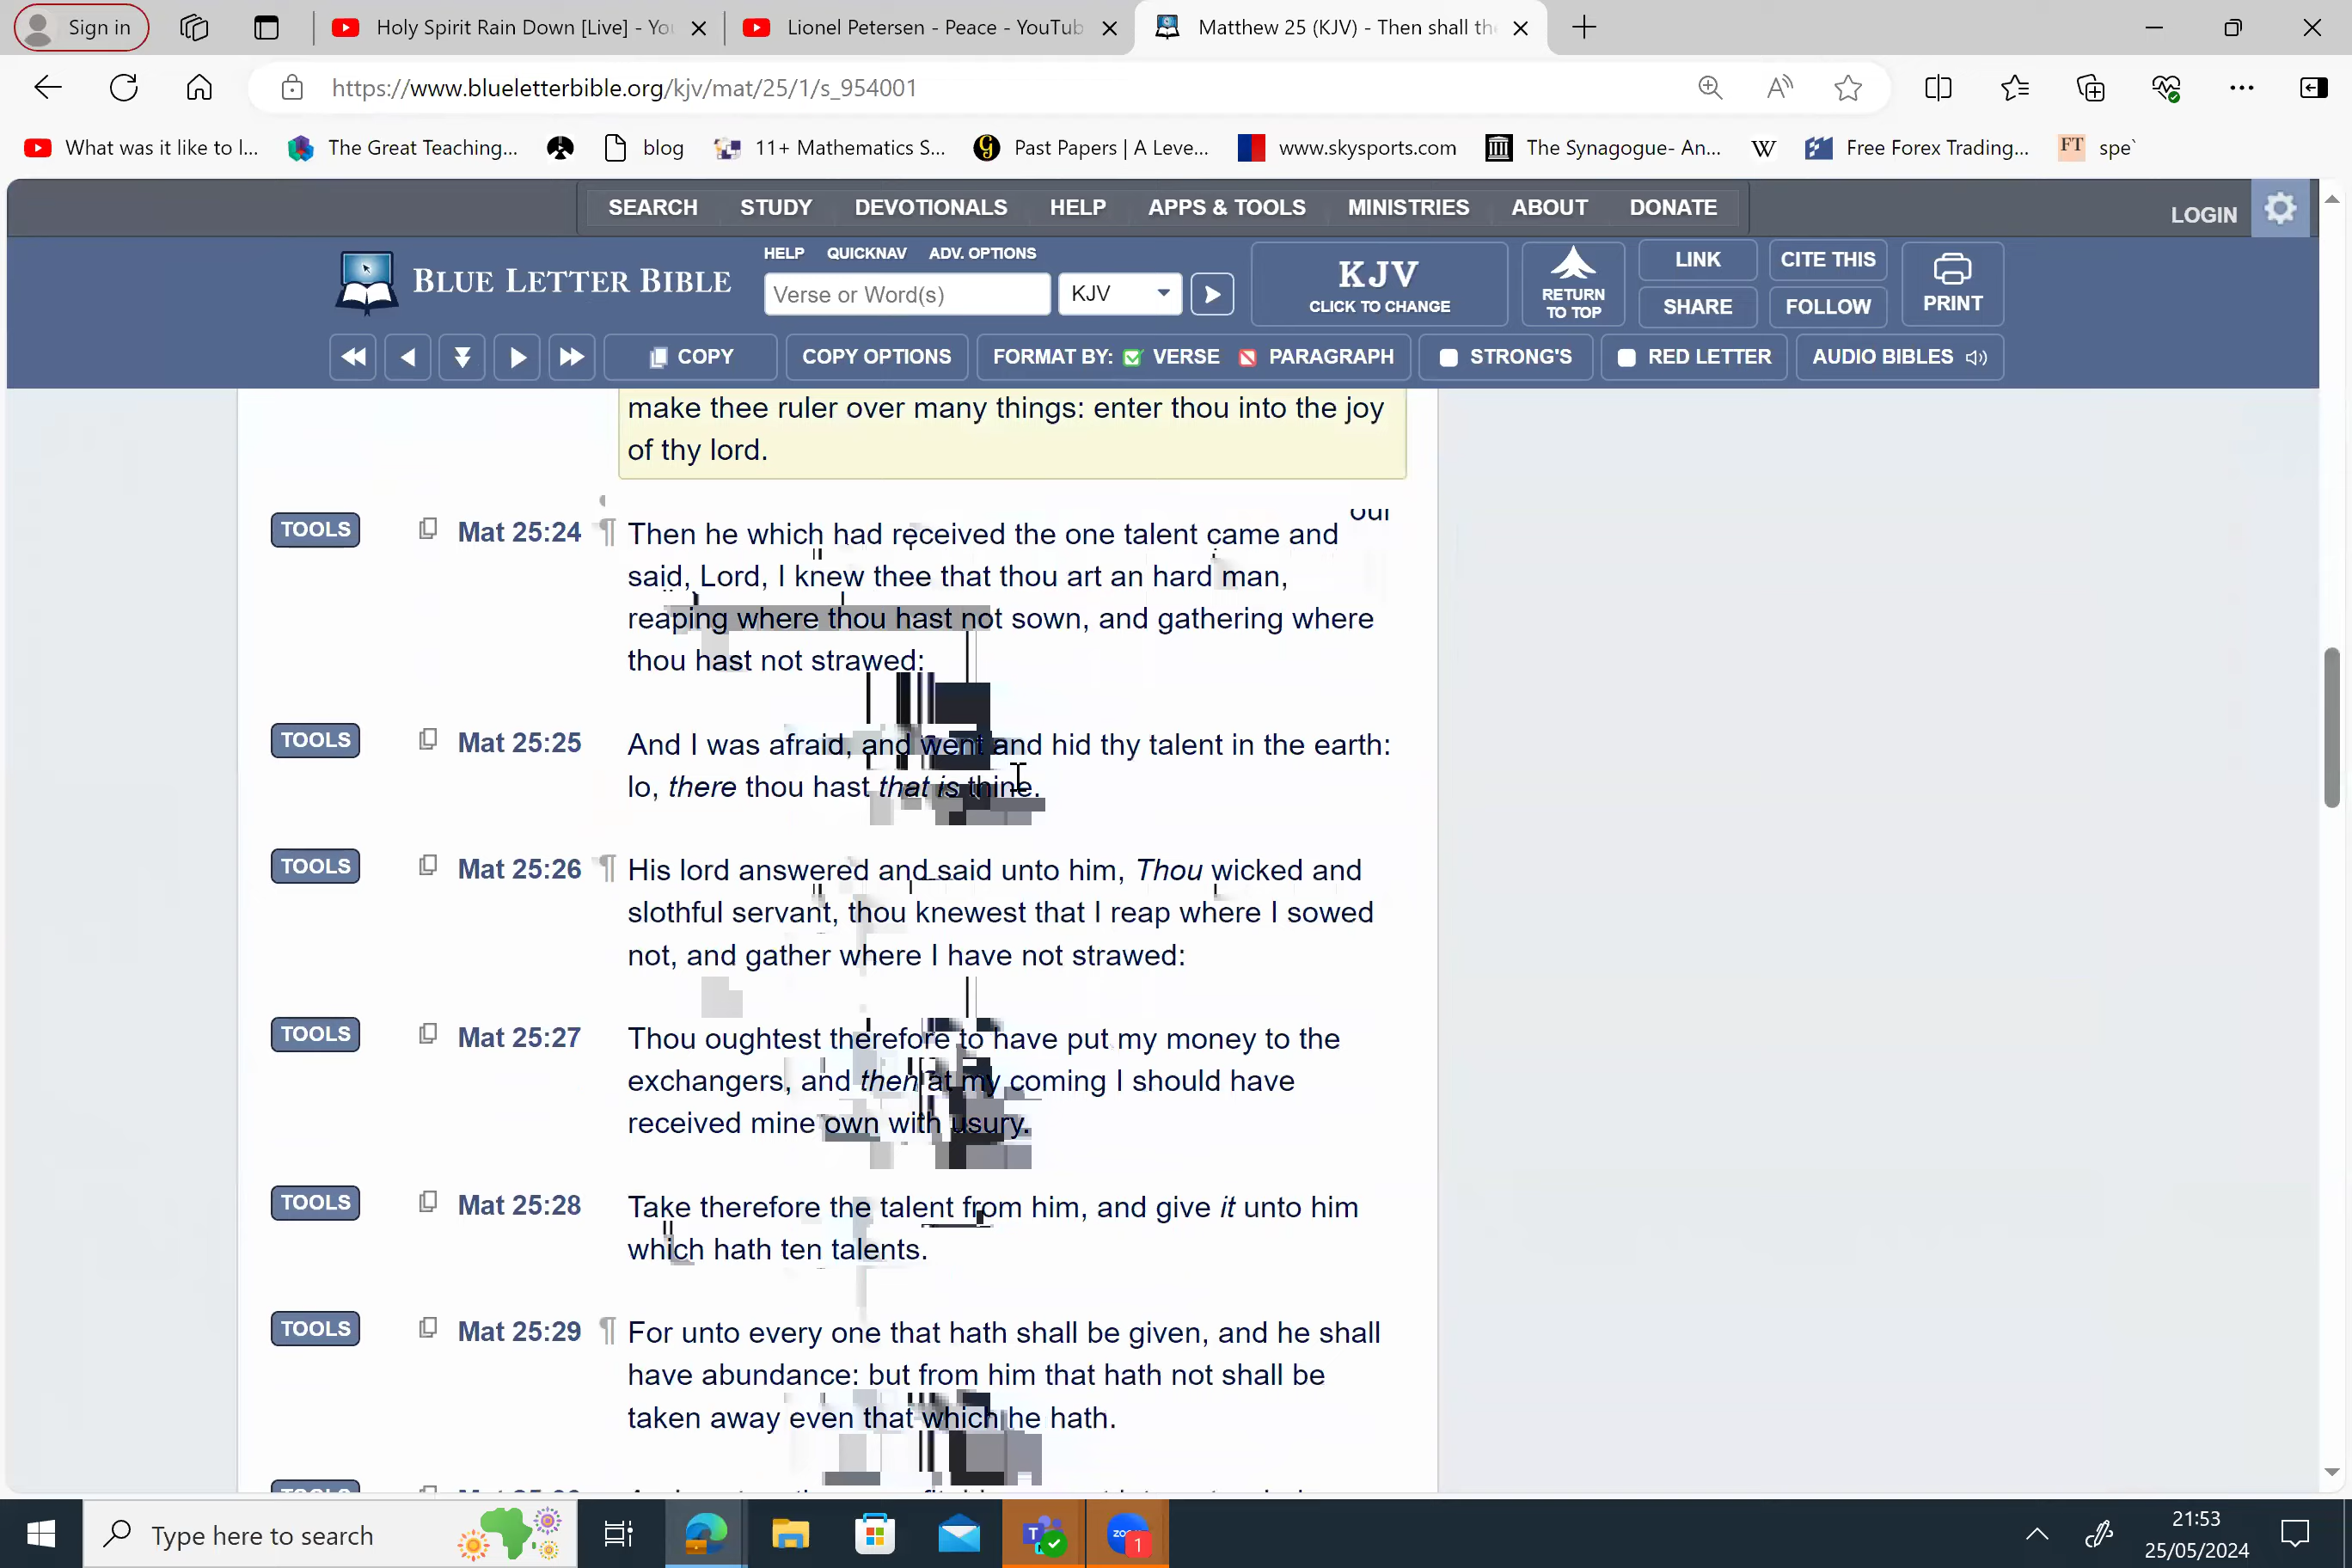 Sign in
Holy Spirit Rain Down [Live] - You
Lionel Petersen - Peace - YouTub
Matthew 25 (KJV) - Then shall th
https://www.blueletterbible.org/kjv/mat/25/1/s_954001
What was it like to l...
The Great Teaching...
blog
11+ Mathematics S...
Past Papers | A Leve...
www.skysports.com
The Synagogue- An...
W
Free Forex Trading...
FT spe`
SEARCH STUDY DEVOTIONALS HELP APPS & TOOLS MINISTRIES ABOUT DONATE
LOGIN
BLUE LETTER BIBLE
HELP QUICKNAV ADV. OPTIONS
Verse or Word(s)
KJV
KJV
CLICK TO CHANGE
RETURN
TO TOP
LINK
CITE THIS
SHARE
FOLLOW
PRINT
COPY
COPY OPTIONS
FORMAT BY: VERSE PARAGRAPH
STRONG'S
RED LETTER
AUDIO BIBLES
make thee ruler over many things: enter thou into the joy
of thy lord.
our
TOOLS Mat 25:24 ¶ Then he which had received the one talent came and
said, Lord, I knew thee that thou art an hard man,
reaping where thou hast not sown, and gathering where
thou hast not strawed:
TOOLS Mat 25:25 And I was afraid, and went and hid thy talent in the earth:
lo, there thou hast that is thine.
TOOLS Mat 25:26 ¶ His lord answered and said unto him, Thou wicked and
slothful servant, thou knewest that I reap where I sowed
not, and gather where I have not strawed:
TOOLS Mat 25:27 Thou oughtest therefore to have put my money to the
exchangers, and then at my coming I should have
received mine own with usury.
TOOLS Mat 25:28 Take therefore the talent from him, and give it unto him
which hath ten talents.
TOOLS Mat 25:29 ¶ For unto every one that hath shall be given, and he shall
have abundance: but from him that hath not shall be
taken away even that which he hath.
Type here to search
T
zoom
1
21:53
25/05/2024